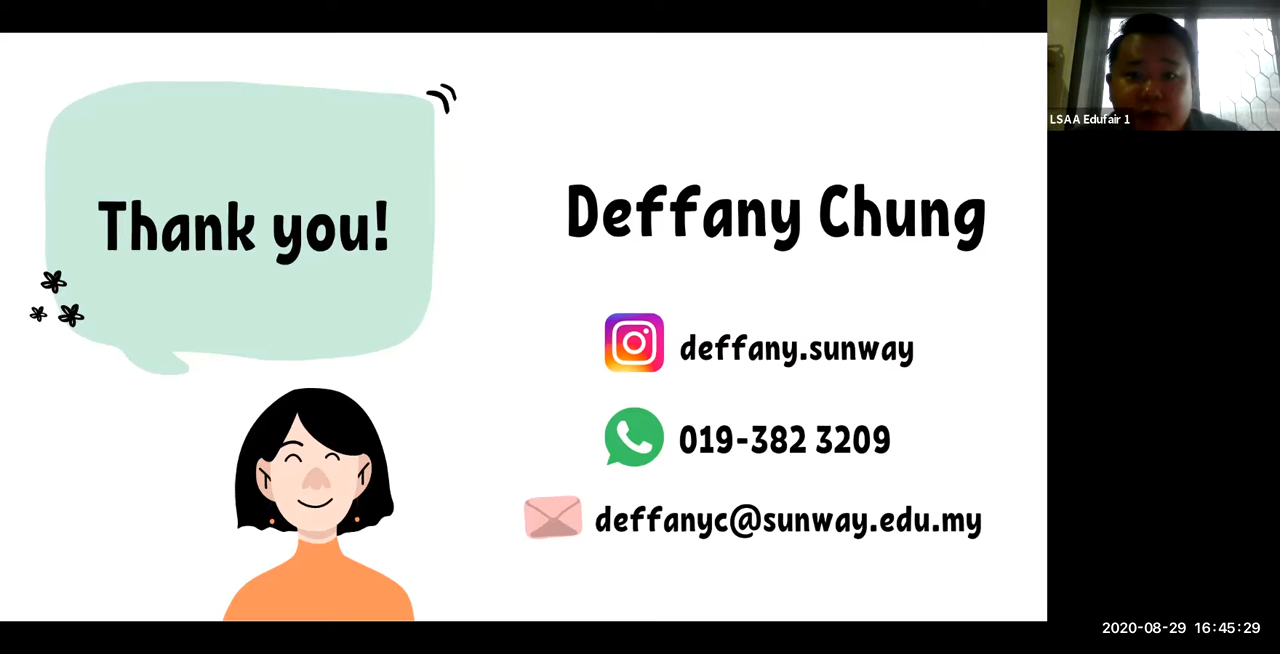 Thank you!
Deffany Chung
deffany.sunway
019-382 3209
deffanyc@sunway.edu.my
LSAA Edufair 1
2020-08-29 16:45:29